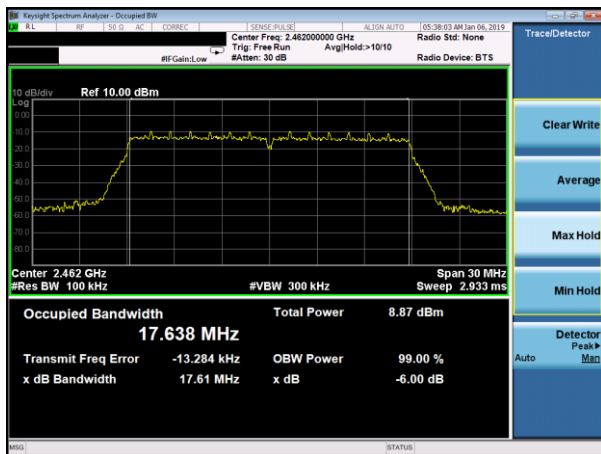 Keysight Spectrum Analyzer - Occupied BW
RL RF 50 Ω AC CORREC SENSE:PULSE ALIGN AUTO 05:38:03 AM Jan 06, 2019
Center Freq: 2.462000000 GHz Radio Std: None
Trig: Free Run Avg|Hold:>10/10
#IFGain:Low #Atten: 30 dB Radio Device: BTS
Trace/Detector
10 dB/div Ref 10.00 dBm
Log
0.00
-10.0
-20.0
-30.0
-40.0
-50.0
-60.0
-70.0
-80.0
Center 2.462 GHz Span 30 MHz
#Res BW 100 kHz #VBW 300 kHz Sweep 2.933 ms
Occupied Bandwidth Total Power 8.87 dBm
17.638 MHz
Transmit Freq Error -13.284 kHz OBW Power 99.00 %
x dB Bandwidth 17.61 MHz x dB -6.00 dB
Clear Write
Average
Max Hold
Min Hold
Detector
Peak▶
Auto Man
MSG STATUS